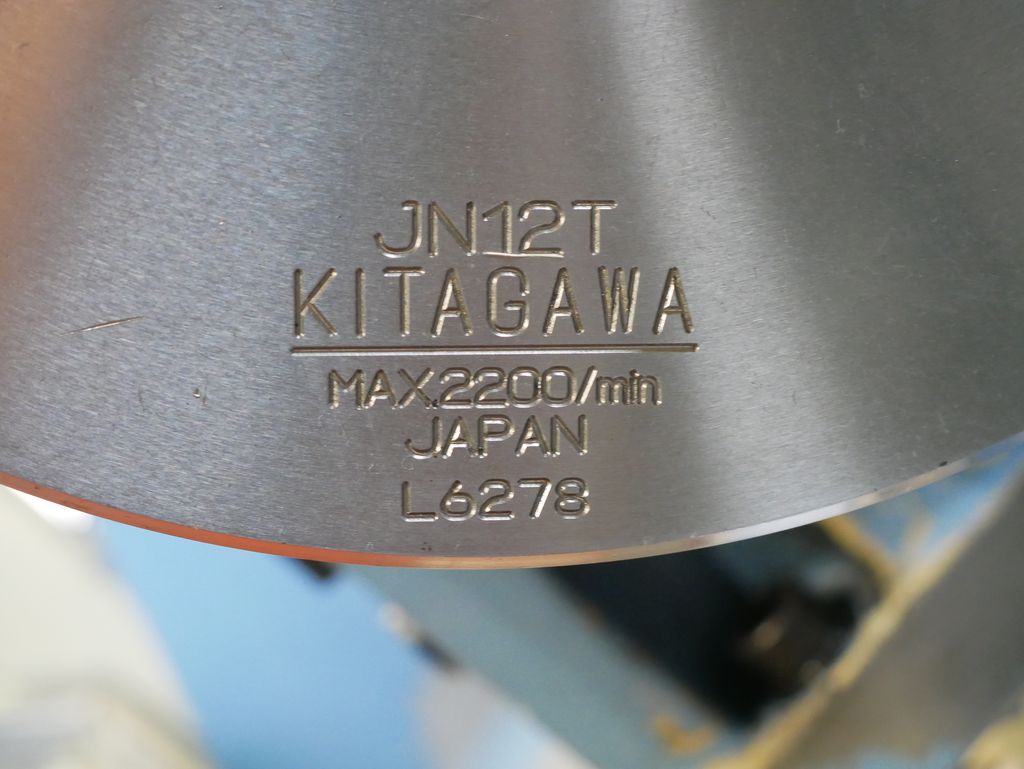 JN12T
KITAGAWA
MAX.2200/min
JAPAN
L6278